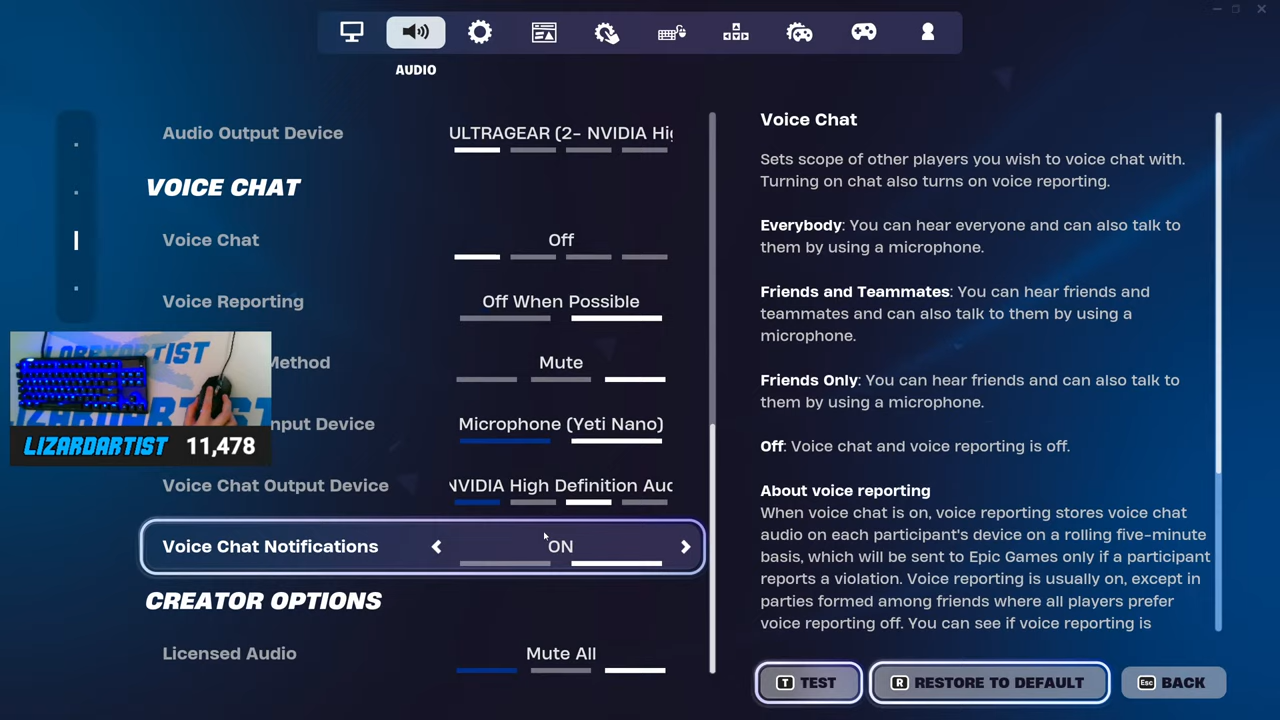 AUDIO
Audio Output Device
ULTRAGEAR (2- NVIDIA Hi
VOICE CHAT
Voice Chat
Off
Voice Reporting
Off When Possible
Method
Mute
nput Device
Microphone (Yeti Nano)
Voice Chat Output Device
NVIDIA High Definition Aud
Voice Chat Notifications
ON
CREATOR OPTIONS
Licensed Audio
Mute All
LIZARDARTIST 11,478
Voice Chat
Sets scope of other players you wish to voice chat with.
Turning on chat also turns on voice reporting.
Everybody: You can hear everyone and can also talk to
them by using a microphone.
Friends and Teammates: You can hear friends and
teammates and can also talk to them by using a
microphone.
Friends Only: You can hear friends and can also talk to
them by using a microphone.
Off: Voice chat and voice reporting is off.
About voice reporting
When voice chat is on, voice reporting stores voice chat
audio on each participant's device on a rolling five-minute
basis, which will be sent to Epic Games only if a participant
reports a violation. Voice reporting is usually on, except in
parties formed among friends where all players prefer
voice reporting off. You can see if voice reporting is
T TEST
R RESTORE TO DEFAULT
Esc BACK